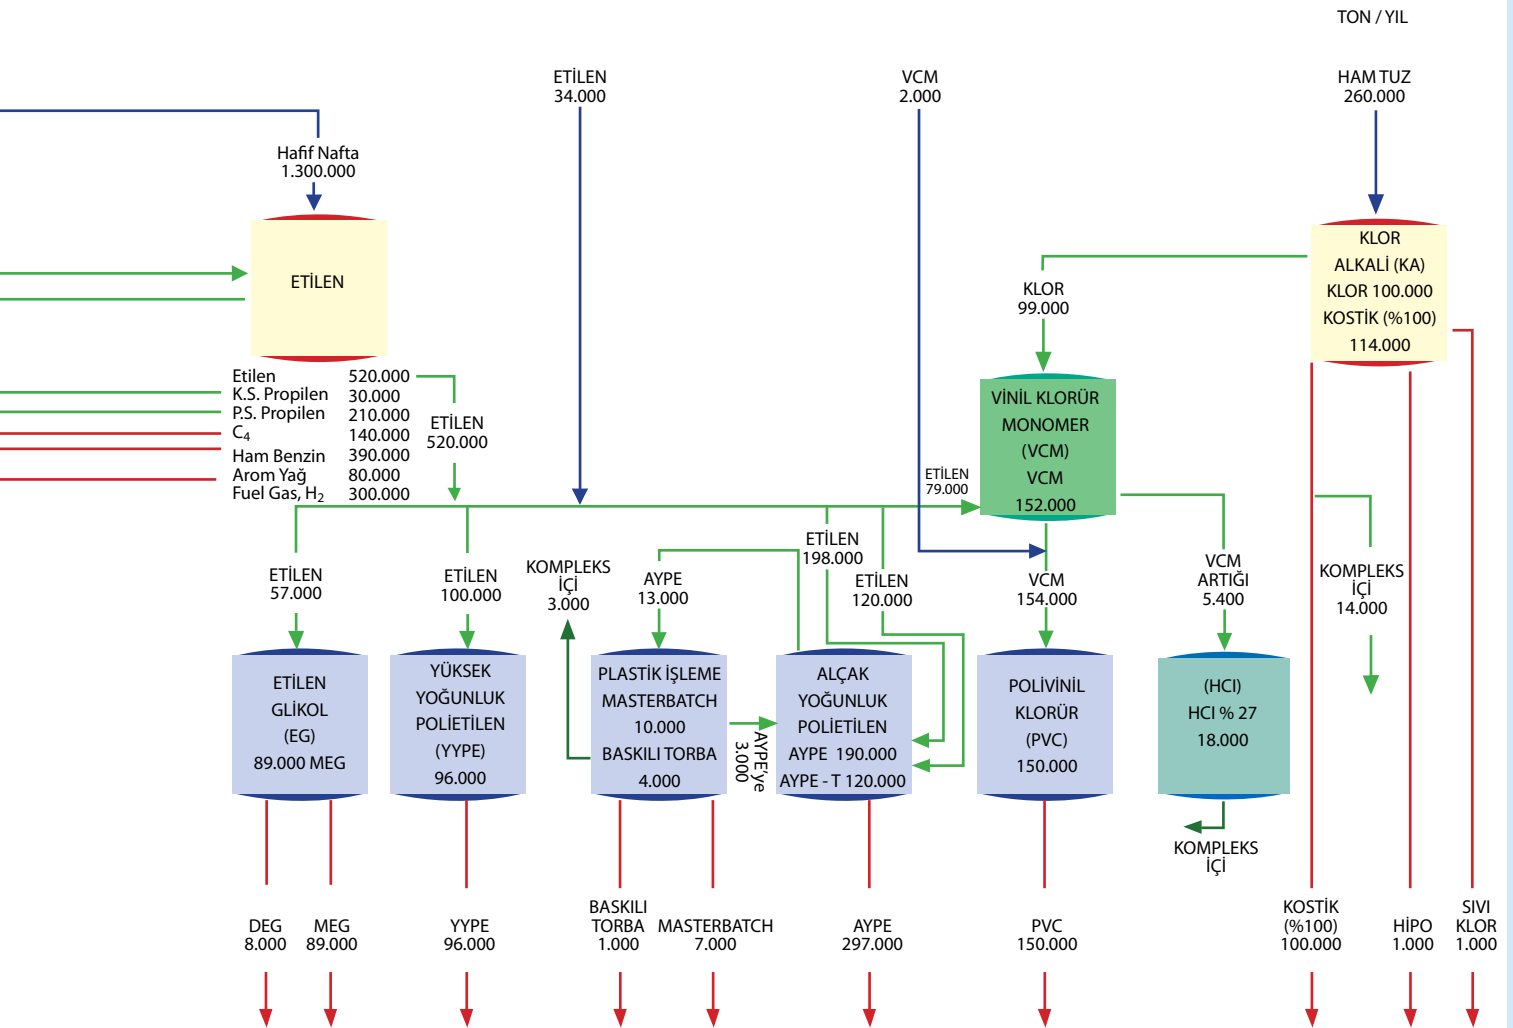 TON / YIL
ETİLEN
34.000
VCM
2.000
HAM TUZ
260.000
Hafif Nafta
1.300.000
ETİLEN
KLOR
ALKALİ (KA)
KLOR 100.000
KOSTİK (%100)
114.000
KLOR
99.000
Etilen 520.000
K.S. Propilen 30.000
P.S. Propilen 210.000
C4 140.000
Ham Benzin 390.000
Arom Yağ 80.000
Fuel Gas, H2 300.000
ETİLEN
520.000
VİNİL KLORÜR
MONOMER
(VCM)
VCM
152.000
ETİLEN
79.000
ETİLEN
57.000
ETİLEN
100.000
KOMPLEKS
İÇİ
3.000
AYPE
13.000
ETİLEN
198.000
ETİLEN
120.000
VCM
154.000
VCM
ARTIĞI
5.400
KOMPLEKS
İÇİ
14.000
ETİLEN
GLİKOL
(EG)
89.000 MEG
YÜKSEK
YOĞUNLUK
POLİETİLEN
(YYPE)
96.000
PLASTİK İŞLEME
MASTERBATCH
10.000
BASKILI TORBA
4.000
AYPE'ye
3.000
ALÇAK
YOĞUNLUK
POLİETİLEN
AYPE 190.000
AYPE - T 120.000
POLİVİNİL
KLORÜR
(PVC)
150.000
(HCI)
HCI % 27
18.000
KOMPLEKS
İÇİ
DEG
8.000
MEG
89.000
YYPE
96.000
BASKILI
TORBA
1.000
MASTERBATCH
7.000
AYPE
297.000
PVC
150.000
KOSTİK
(%100)
100.000
HİPO
1.000
SIVI
KLOR
1.000